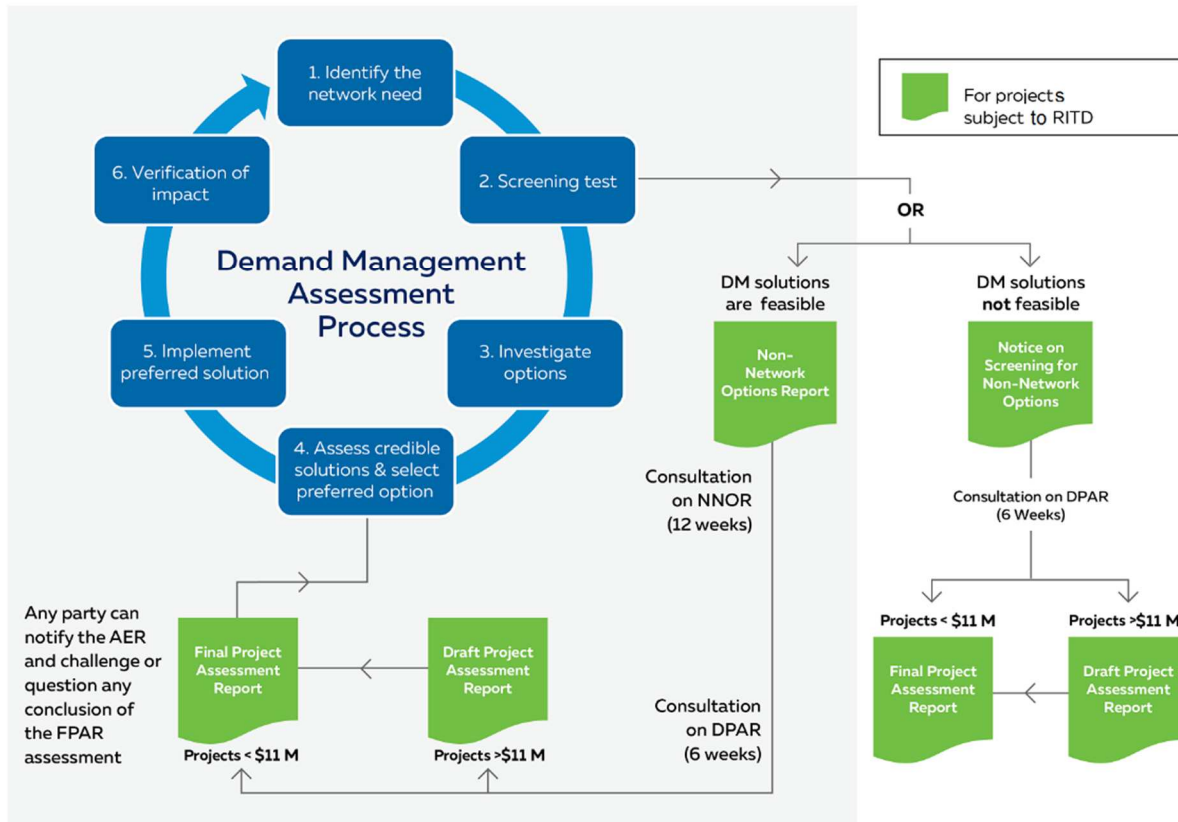 1. Identify the
network need
6. Verification of
impact
2. Screening test
Demand Management
Assessment
Process
5. Implement
preferred solution
3. Investigate
options
4. Assess credible
solutions & select
preferred option
For projects
subject to RITD
OR
DM solutions
are feasible
DM solutions
not feasible
Non-
Network
Options Report
Notice on
Screening for
Non-Network
Options
Consultation
on NNOR
(12 weeks)
Consultation on DPAR
(6 Weeks)
Any party can
notify the AER
and challenge or
question any
conclusion of
the FPAR
assessment
Final Project
Assessment
Report
Projects < $11 M
Draft Project
Assessment
Report
Projects >$11 M
Consultation
on DPAR
(6 weeks)
Projects < $11 M
Final Project
Assessment
Report
Projects >$11 M
Draft Project
Assessment
Report